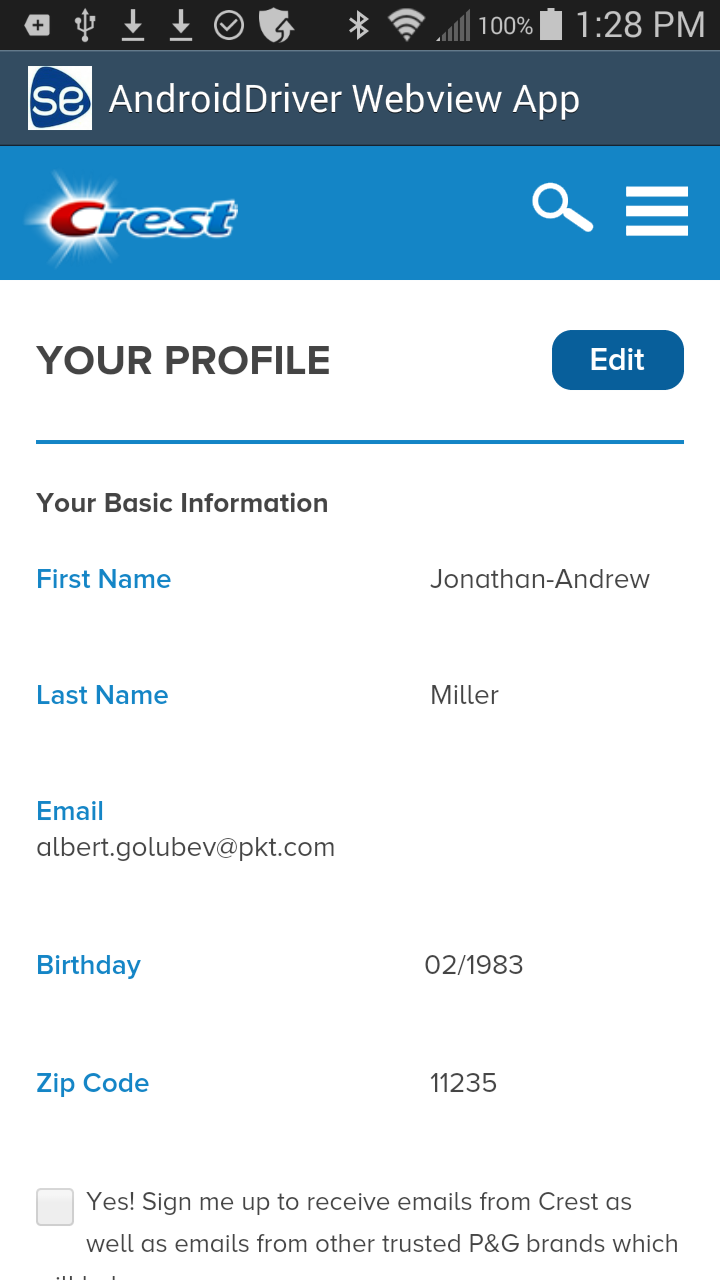 100% 1:28 PM
se AndroidDriver Webview App
Crest
YOUR PROFILE Edit
Your Basic Information
First Name Jonathan-Andrew
Last Name Miller
Email
albert.golubev@pkt.com
Birthday 02/1983
Zip Code 11235
Yes! Sign me up to receive emails from Crest as
well as emails from other trusted P&G brands which